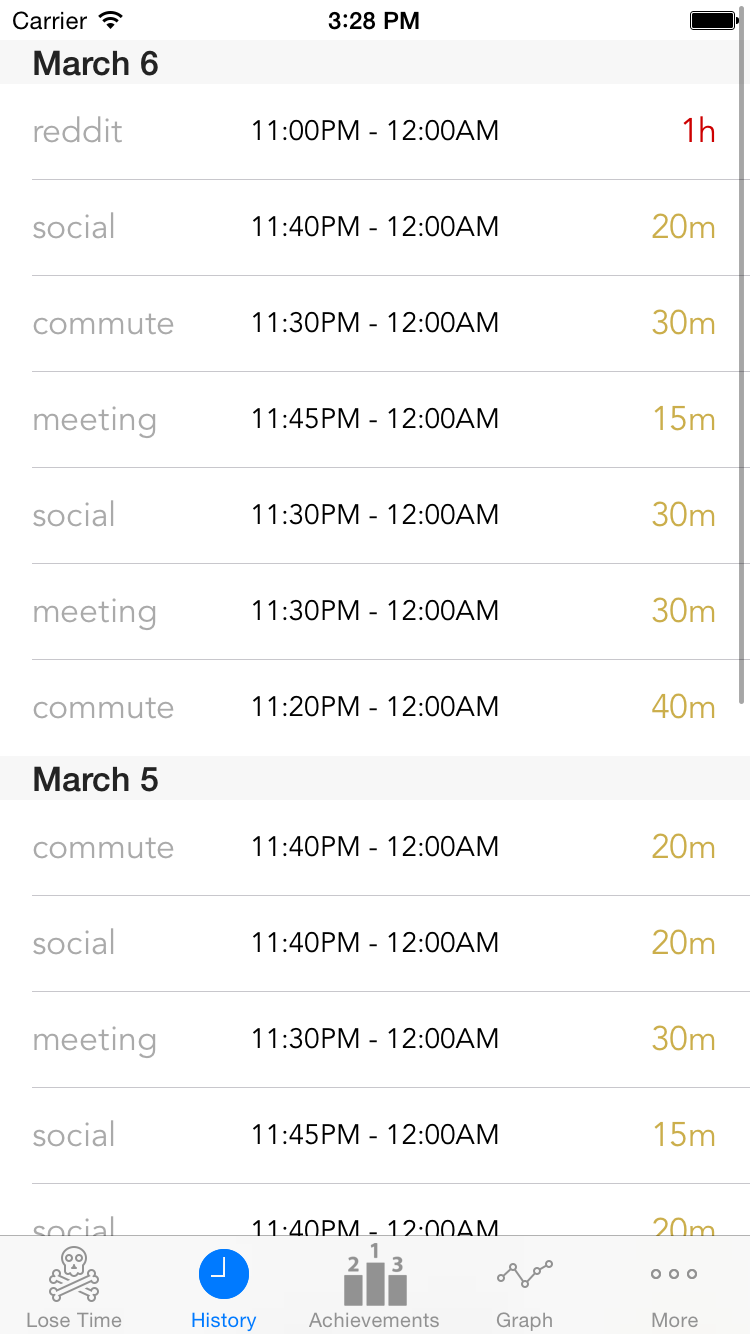 Carrier 3:28 PM
March 6
reddit 11:00PM - 12:00AM 1h
social 11:40PM - 12:00AM 20m
commute 11:30PM - 12:00AM 30m
meeting 11:45PM - 12:00AM 15m
social 11:30PM - 12:00AM 30m
meeting 11:30PM - 12:00AM 30m
commute 11:20PM - 12:00AM 40m
March 5
commute 11:40PM - 12:00AM 20m
social 11:40PM - 12:00AM 20m
meeting 11:30PM - 12:00AM 30m
social 11:45PM - 12:00AM 15m
social 11:40PM - 12:00AM 20m
2 1 3
Lose Time History Achievements Graph More